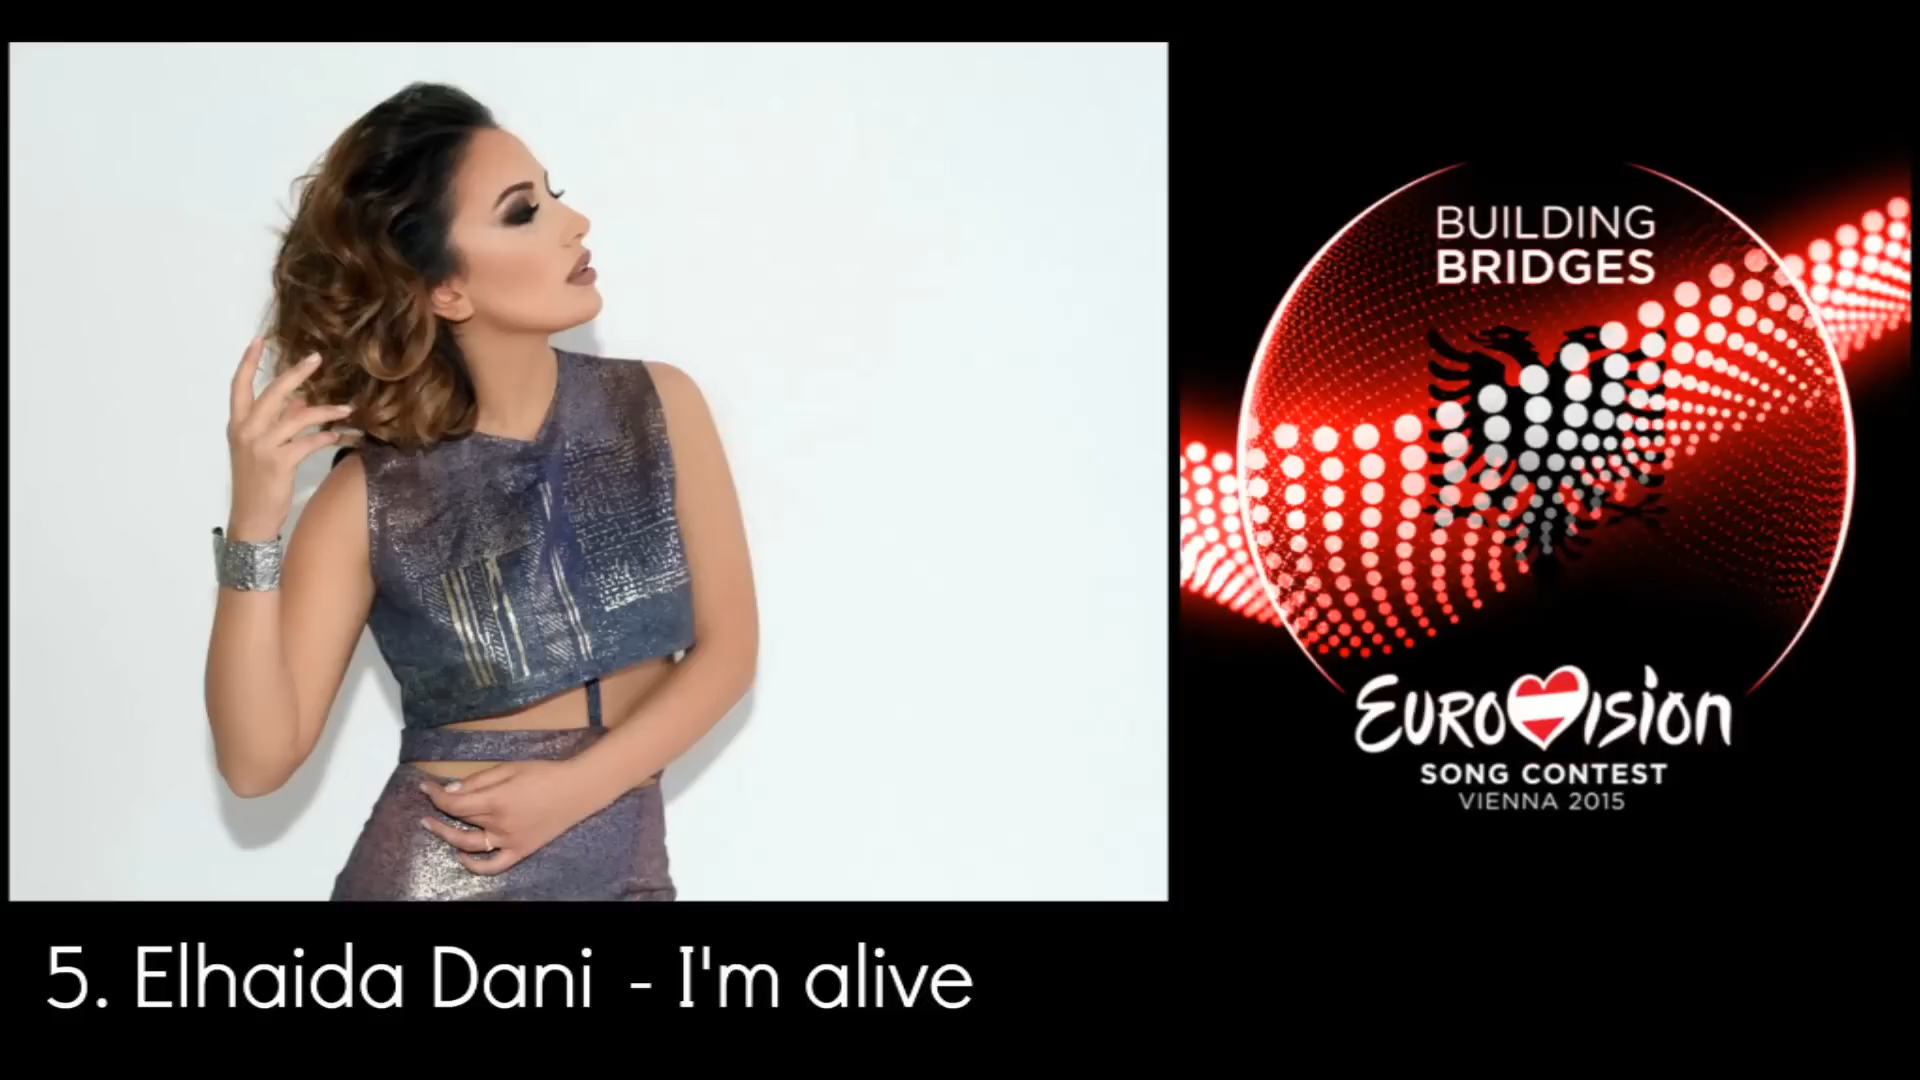 BUILDING
BRIDGES
EUROVISION
SONG CONTEST
VIENNA 2015
5. Elhaida Dani - I'm alive